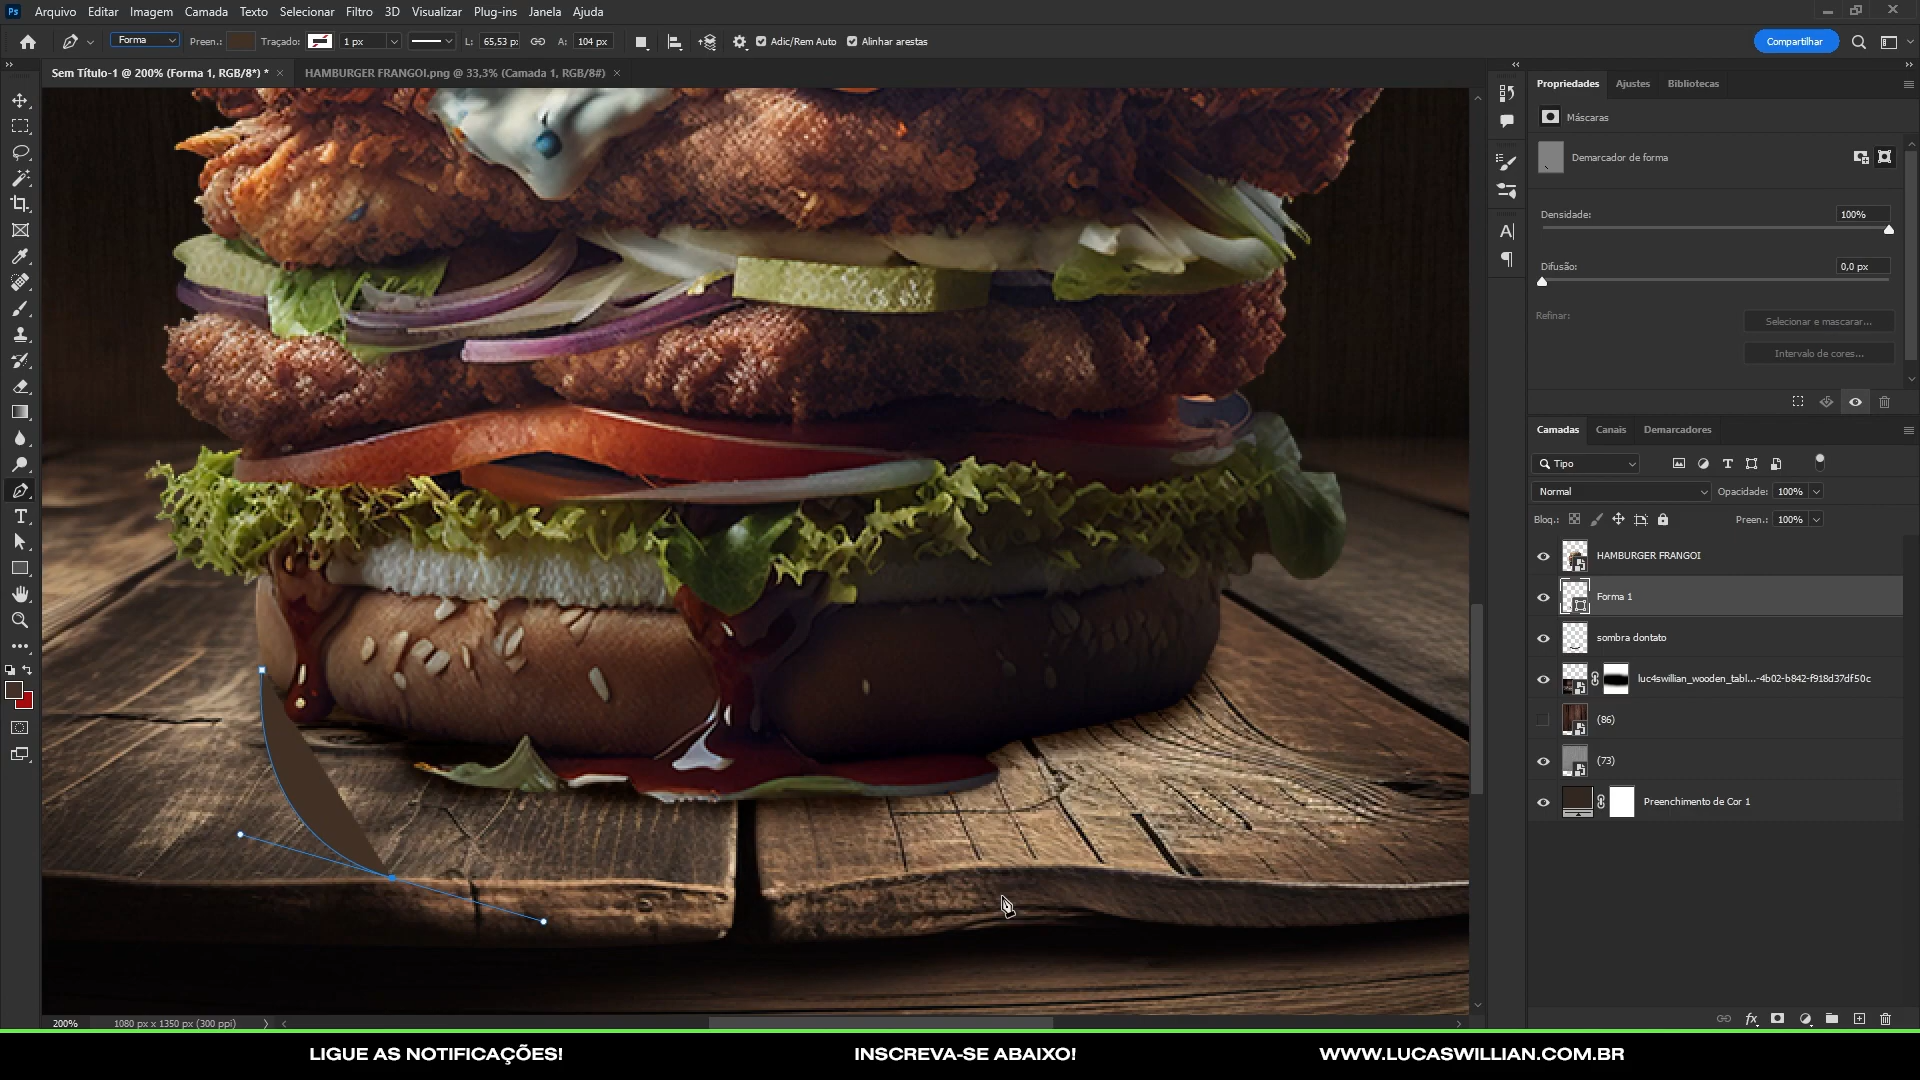 Ps Arquivo Editar Imagem Camada Texto Selecionar Filtro 3D Visualizar Plug-ins Janela Ajuda
Forma Preen.: Traçado: 1 px L: 65,53 p: A: 104 px Adic/Rem Auto Alinhar arestas Compartilhar
Sem Título-1 @ 200% (Forma 1, RGB/8*) * × HAMBURGER FRANGOI.png @ 33,3% (Camada 1, RGB/8#) ×
Propriedades Ajustes Bibliotecas
Máscaras
Demarcador de forma
Densidade: 100%
Difusão: 0,0 px
Refinar: Selecionar e mascarar...
Intervalo de cores...
Camadas Canais Demarcadores
Tipo
Normal Opacidade: 100%
Bloq.: Preen.: 100%
HAMBURGER FRANGOI
Forma 1
sombra dontato
luc4swillian_wooden_tabl...-4b02-b842-f918d37df50c
(86)
(73)
Preenchimento de Cor 1
200% 1080 px x 1350 px (300 ppi)
LIGUE AS NOTIFICAÇÕES! INSCREVA-SE ABAIXO! WWW.LUCASWILLIAN.COM.BR